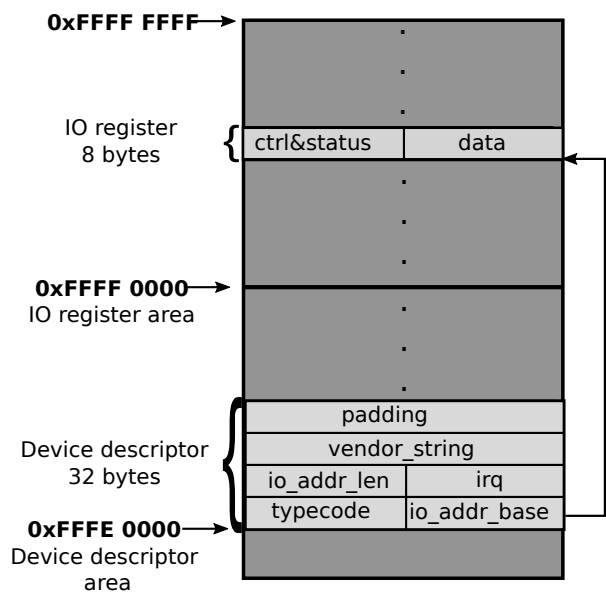 0xFFFF FFFF
IO register
8 bytes
ctrl&status
data
0xFFFF 0000
IO register area
padding
vendor_string
Device descriptor
32 bytes
io_addr_len
irq
typecode
io_addr_base
0xFFFE 0000
Device descriptor
area